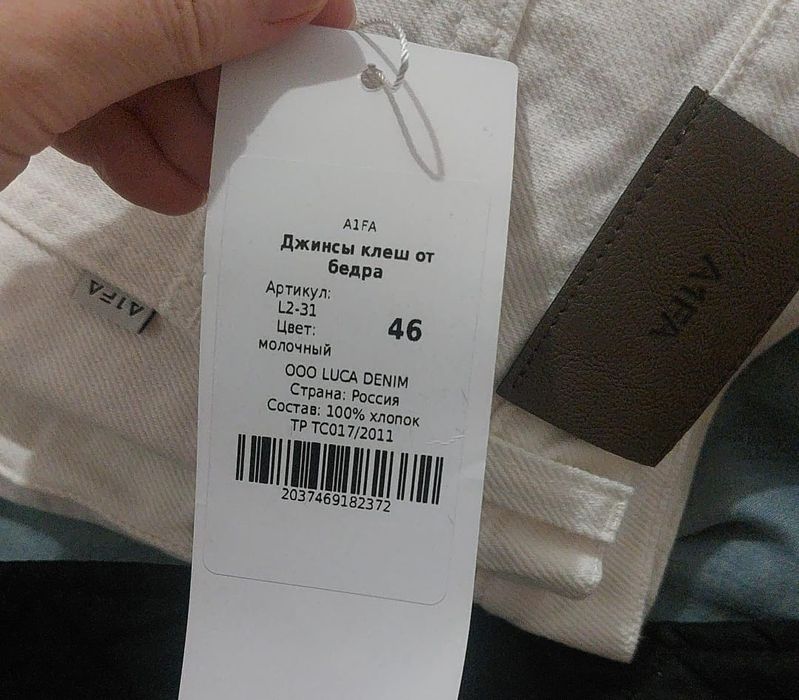 A1FA
Джинсы клеш от
бедра
Артикул:
L2-31
Цвет:
молочный
46
ООО LUCA DENIM
Страна: Россия
Состав: 100% хлопок
ТР ТС017/2011
2037469182372
A1FA
A1FA